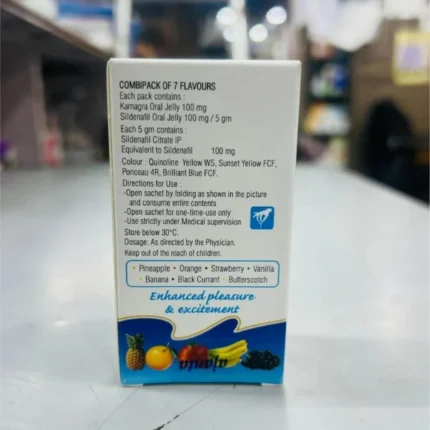 COMBIPACK OF 7 FLAVOURS
Each pack contains :
Kamagra Oral Jelly 100 mg
Sildenafil Oral Jelly 100 mg / 5 gm
Each 5 gm contains :
Sildenafil Citrate IP
Equivalent to Sildenafil 100 mg
Colour : Quinoline Yellow WS, Sunset Yellow FCF,
Ponceau 4R, Brilliant Blue FCF.
Directions for Use :
-Open sachet by folding as shown in the picture
and consume entire contents
-Open sachet for one-time-use only
-Use strictly under Medical supervision
Store below 30°C.
Dosage: As directed by the Physician.
Keep out of the reach of children.
• Pineapple • Orange • Strawberry • Vanilla
• Banana • Black Currant • Butterscotch
Enhanced pleasure
& excitement
ajanta